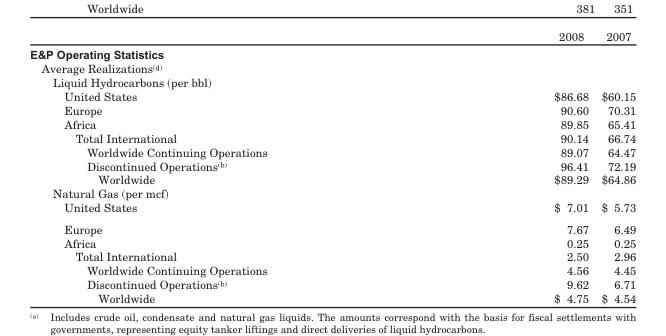 Worldwide 381 351
2008 2007
E&P Operating Statistics
Average Realizations(d)
Liquid Hydrocarbons (per bbl)
United States $86.68 $60.15
Europe 90.60 70.31
Africa 89.85 65.41
Total International 90.14 66.74
Worldwide Continuing Operations 89.07 64.47
Discontinued Operations(b) 96.41 72.19
Worldwide $89.29 $64.86
Natural Gas (per mcf)
United States $ 7.01 $ 5.73
Europe 7.67 6.49
Africa 0.25 0.25
Total International 2.50 2.96
Worldwide Continuing Operations 4.56 4.45
Discontinued Operations(b) 9.62 6.71
Worldwide $ 4.75 $ 4.54
(a) Includes crude oil, condensate and natural gas liquids. The amounts correspond with the basis for fiscal settlements with
governments, representing equity tanker liftings and direct deliveries of liquid hydrocarbons.